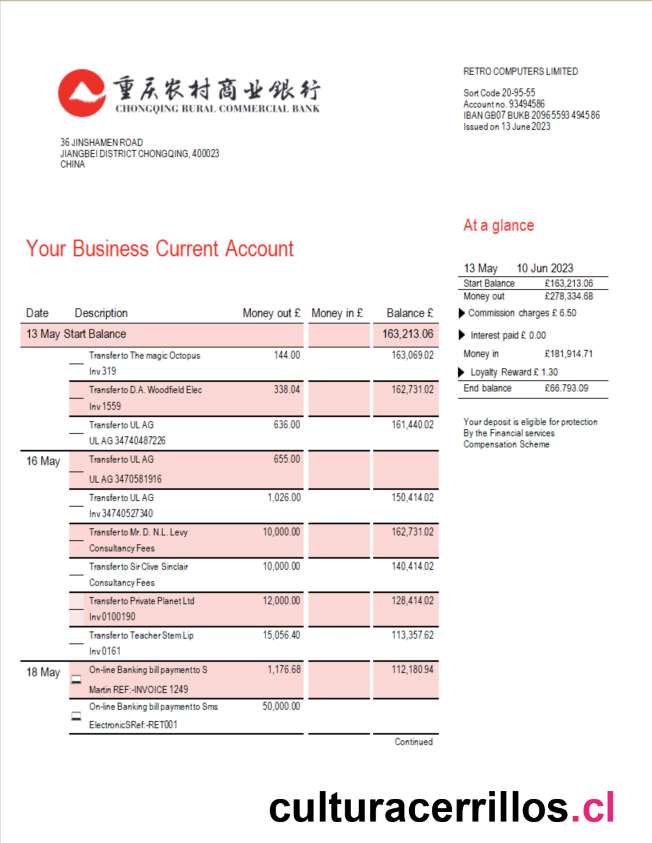 重庆农村商业银行
CHONGQING RURAL COMMERCIAL BANK
36 JINSHAMEN ROAD
JIANGBEI DISTRICT CHONGQING, 400023
CHINA
RETRO COMPUTERS LIMITED
Sort Code 20-95-55
Account no. 93494586
IBAN GB07 BUKB 2096 5593 4945 86
Issued on 13 June 2023
At a glance
13 May 10 Jun 2023
Start Balance £163,213.06
Money out £278,334.68
Commission charges £ 6.50
Interest paid £ 0.00
Money in £181,914.71
Loyalty Reward £ 1.30
End balance £66.793.09
Your deposit is eligible for protection
By the Financial services
Compensation Scheme
Your Business Current Account
Date Description Money out £ Money in £ Balance £
13 May Start Balance 163,213.06
Transfer to The magic Octopus 144.00 163,069.02
Inv 319
Transfer to D.A. Woodfield Elec 338.04 162,731.02
Inv 1559
Transfer to UL AG 636.00 161,440.02
UL AG 34740487226
16 May Transfer to UL AG 655.00
UL AG 3470581916
Transfer to UL AG 1,026.00 150,414.02
Inv 34740527340
Transfer to Mr. D. N.L. Levy 10,000.00 162,731.02
Consultancy Fees
Transfer to Sir Clive Sinclair 10,000.00 140,414.02
Consultancy Fees
Transfer to Private Planet Ltd 12,000.00 128,414.02
Inv 0100190
Transfer to Teacher Stem Lip 15,056.40 113,357.62
Inv 0161
18 May On-line Banking bill payment to S 1,176.68 112,180.94
Martin REF:-INVOICE 1249
On-line Banking bill payment to Sms 50,000.00
ElectronicSRef:-RET001
Continued
culturacerrillos.cl